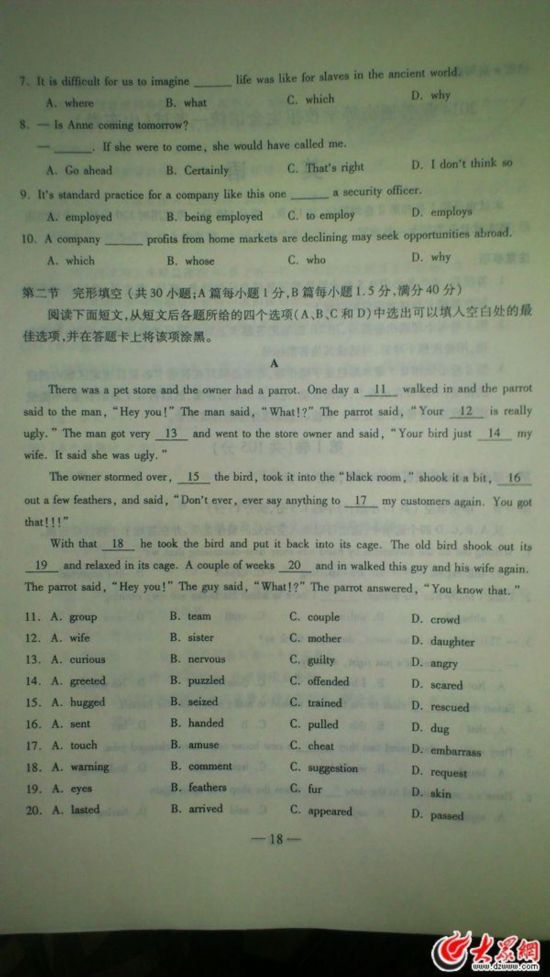 7. It is difficult for us to imagine ______ life was like for slaves in the ancient world.
A. where B. what C. which D. why
8. — Is Anne coming tomorrow?
— ______. If she were to come, she would have called me.
A. Go ahead B. Certainly C. That's right D. I don't think so
9. It's standard practice for a company like this one ______ a security officer.
A. employed B. being employed C. to employ D. employs
10. A company ______ profits from home markets are declining may seek opportunities abroad.
A. which B. whose C. who D. why
第二节 完形填空(共30小题;A篇每小题1分,B篇每小题1.5分,满分40分)
阅读下面短文,从短文后各题所给的四个选项(A、B、C和D)中选出可以填入空白处的最
佳选项,并在答题卡上将该项涂黑。
A
There was a pet store and the owner had a parrot. One day a 11 walked in and the parrot
said to the man, "Hey you!" The man said, "What!?" The parrot said, "Your 12 is really
ugly." The man got very 13 and went to the store owner and said, "Your bird just 14 my
wife. It said she was ugly."
The owner stormed over, 15 the bird, took it into the "black room," shook it a bit, 16
out a few feathers, and said, "Don't ever, ever say anything to 17 my customers again. You got
that!!!"
With that 18 he took the bird and put it back into its cage. The old bird shook out its
19 and relaxed in its cage. A couple of weeks 20 and in walked this guy and his wife again.
The parrot said, "Hey you!" The guy said, "What!?" The parrot answered, "You know that."
11. A. group B. team C. couple D. crowd
12. A. wife B. sister C. mother D. daughter
13. A. curious B. nervous C. guilty D. angry
14. A. greeted B. puzzled C. offended D. scared
15. A. hugged B. seized C. trained D. rescued
16. A. sent B. handed C. pulled D. dug
17. A. touch B. amuse C. cheat D. embarrass
18. A. warning B. comment C. suggestion D. request
19. A. eyes B. feathers C. fur D. skin
20. A. lasted B. arrived C. appeared D. passed
— 18 —
大众网
www.dzwww.com